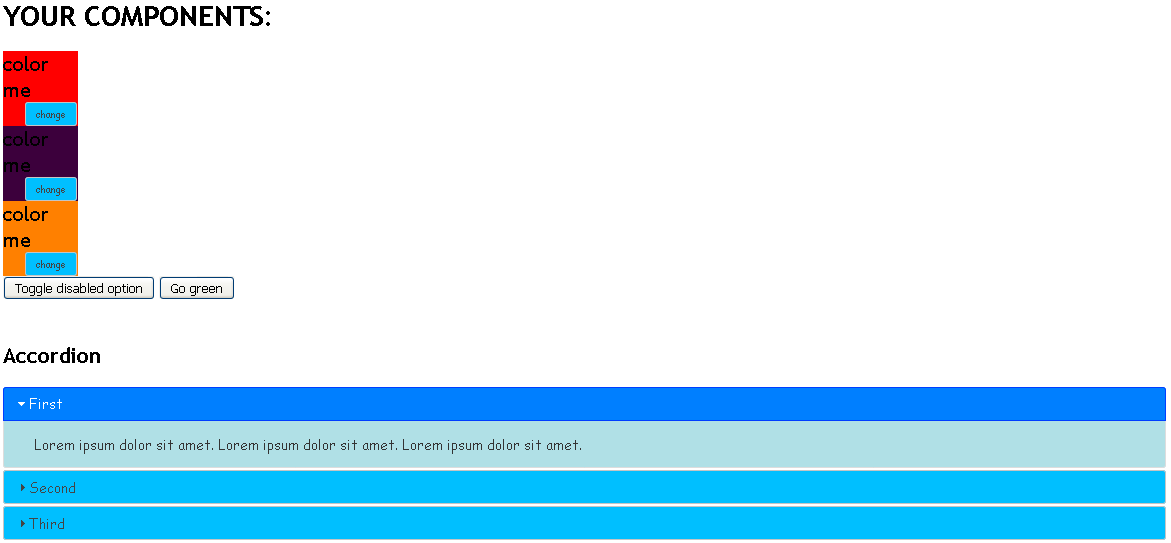 YOUR COMPONENTS:
color
me
change
color
me
change
color
me
change
Toggle disabled option Go green
Accordion
First
Lorem ipsum dolor sit amet. Lorem ipsum dolor sit amet. Lorem ipsum dolor sit amet.
Second
Third